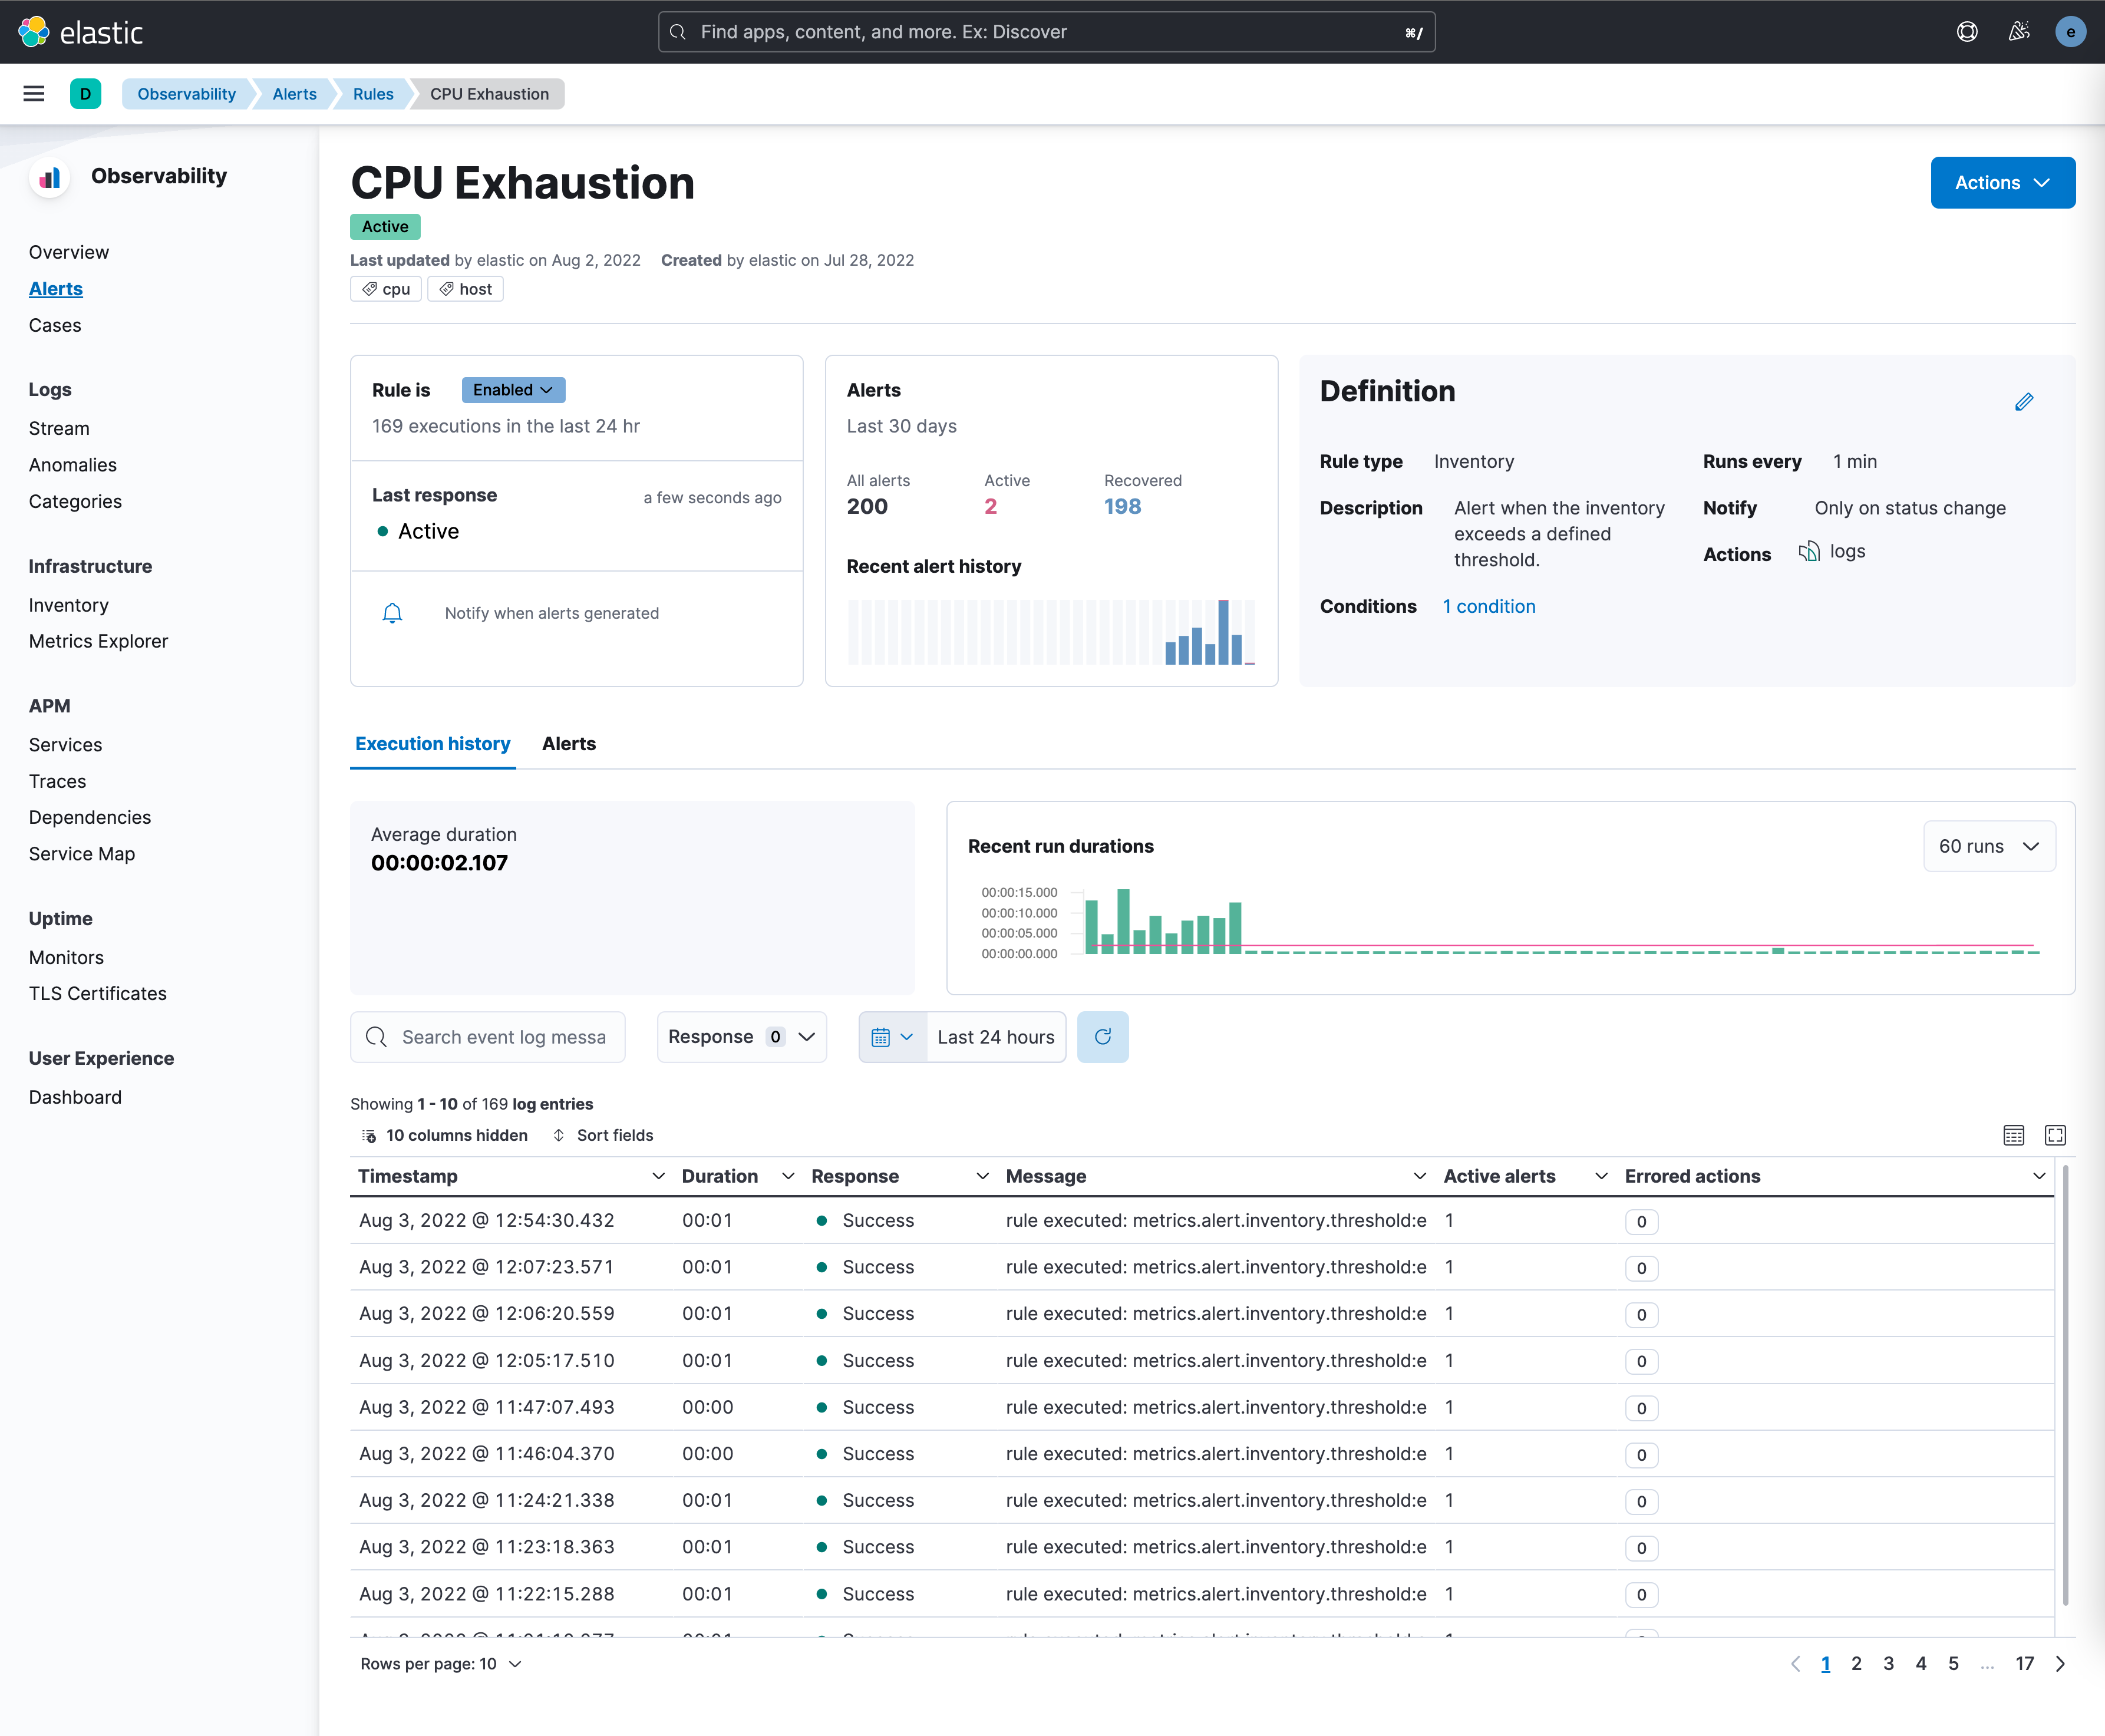 elastic
Find apps, content, and more. Ex: Discover
⌘/
e
D
Observability
Alerts
Rules
CPU Exhaustion
Observability
Overview
Alerts
Cases
Logs
Stream
Anomalies
Categories
Infrastructure
Inventory
Metrics Explorer
APM
Services
Traces
Dependencies
Service Map
Uptime
Monitors
TLS Certificates
User Experience
Dashboard
CPU Exhaustion
Actions
Active
Last updated by elastic on Aug 2, 2022 Created by elastic on Jul 28, 2022
cpu host
Rule is Enabled
169 executions in the last 24 hr
Last response a few seconds ago
Active
Notify when alerts generated
Alerts
Last 30 days
All alerts Active Recovered
200 2 198
Recent alert history
Definition
Rule type Inventory
Description Alert when the inventory
exceeds a defined
threshold.
Conditions 1 condition
Runs every 1 min
Notify Only on status change
Actions logs
Execution history Alerts
Average duration
00:00:02.107
Recent run durations
60 runs
00:00:15.000
00:00:10.000
00:00:05.000
00:00:00.000
Search event log messa
Response 0
Last 24 hours
Showing 1 - 10 of 169 log entries
10 columns hidden Sort fields
Timestamp Duration Response Message Active alerts Errored actions
Aug 3, 2022 @ 12:54:30.432 00:01 Success rule executed: metrics.alert.inventory.threshold:e 1 0
Aug 3, 2022 @ 12:07:23.571 00:01 Success rule executed: metrics.alert.inventory.threshold:e 1 0
Aug 3, 2022 @ 12:06:20.559 00:01 Success rule executed: metrics.alert.inventory.threshold:e 1 0
Aug 3, 2022 @ 12:05:17.510 00:01 Success rule executed: metrics.alert.inventory.threshold:e 1 0
Aug 3, 2022 @ 11:47:07.493 00:00 Success rule executed: metrics.alert.inventory.threshold:e 1 0
Aug 3, 2022 @ 11:46:04.370 00:00 Success rule executed: metrics.alert.inventory.threshold:e 1 0
Aug 3, 2022 @ 11:24:21.338 00:01 Success rule executed: metrics.alert.inventory.threshold:e 1 0
Aug 3, 2022 @ 11:23:18.363 00:01 Success rule executed: metrics.alert.inventory.threshold:e 1 0
Aug 3, 2022 @ 11:22:15.288 00:01 Success rule executed: metrics.alert.inventory.threshold:e 1 0
Rows per page: 10
1 2 3 4 5 ... 17